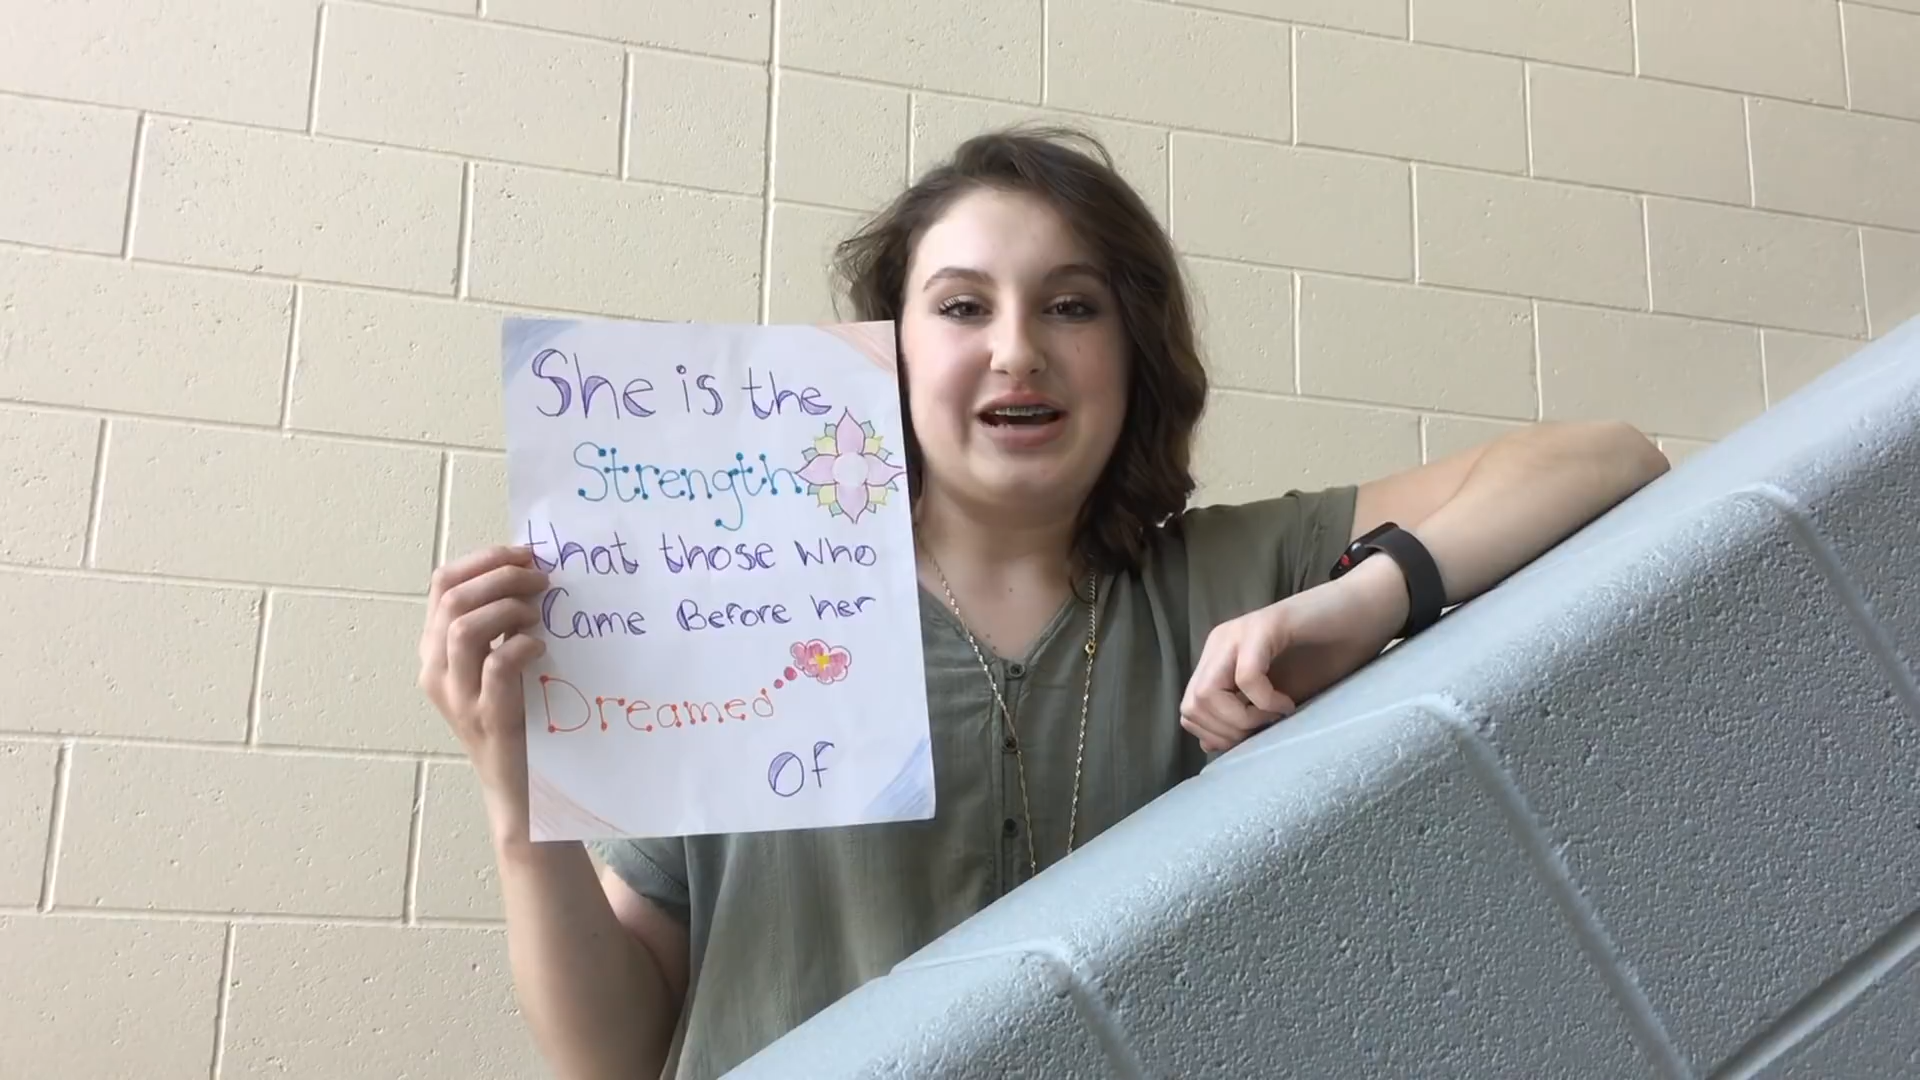 She is the
Strength
that those who
Came Before her
Dreamed
of